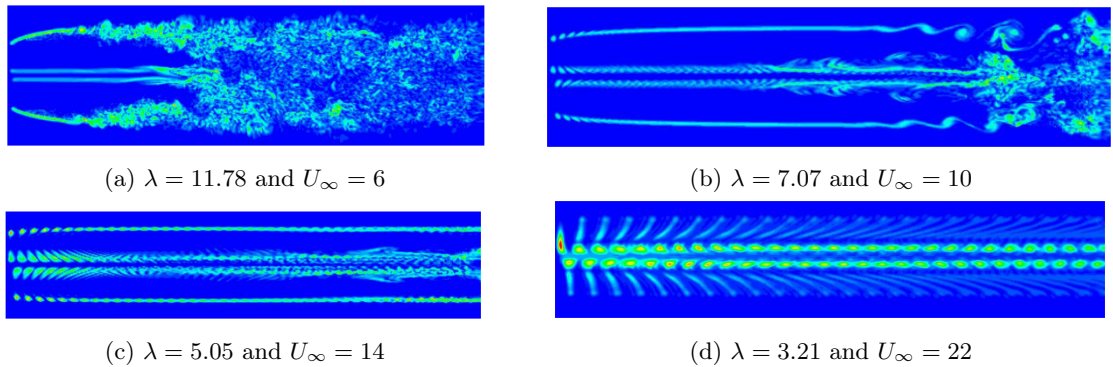 (a) λ = 11.78 and U∞ = 6
(b) λ = 7.07 and U∞ = 10
(c) λ = 5.05 and U∞ = 14
(d) λ = 3.21 and U∞ = 22